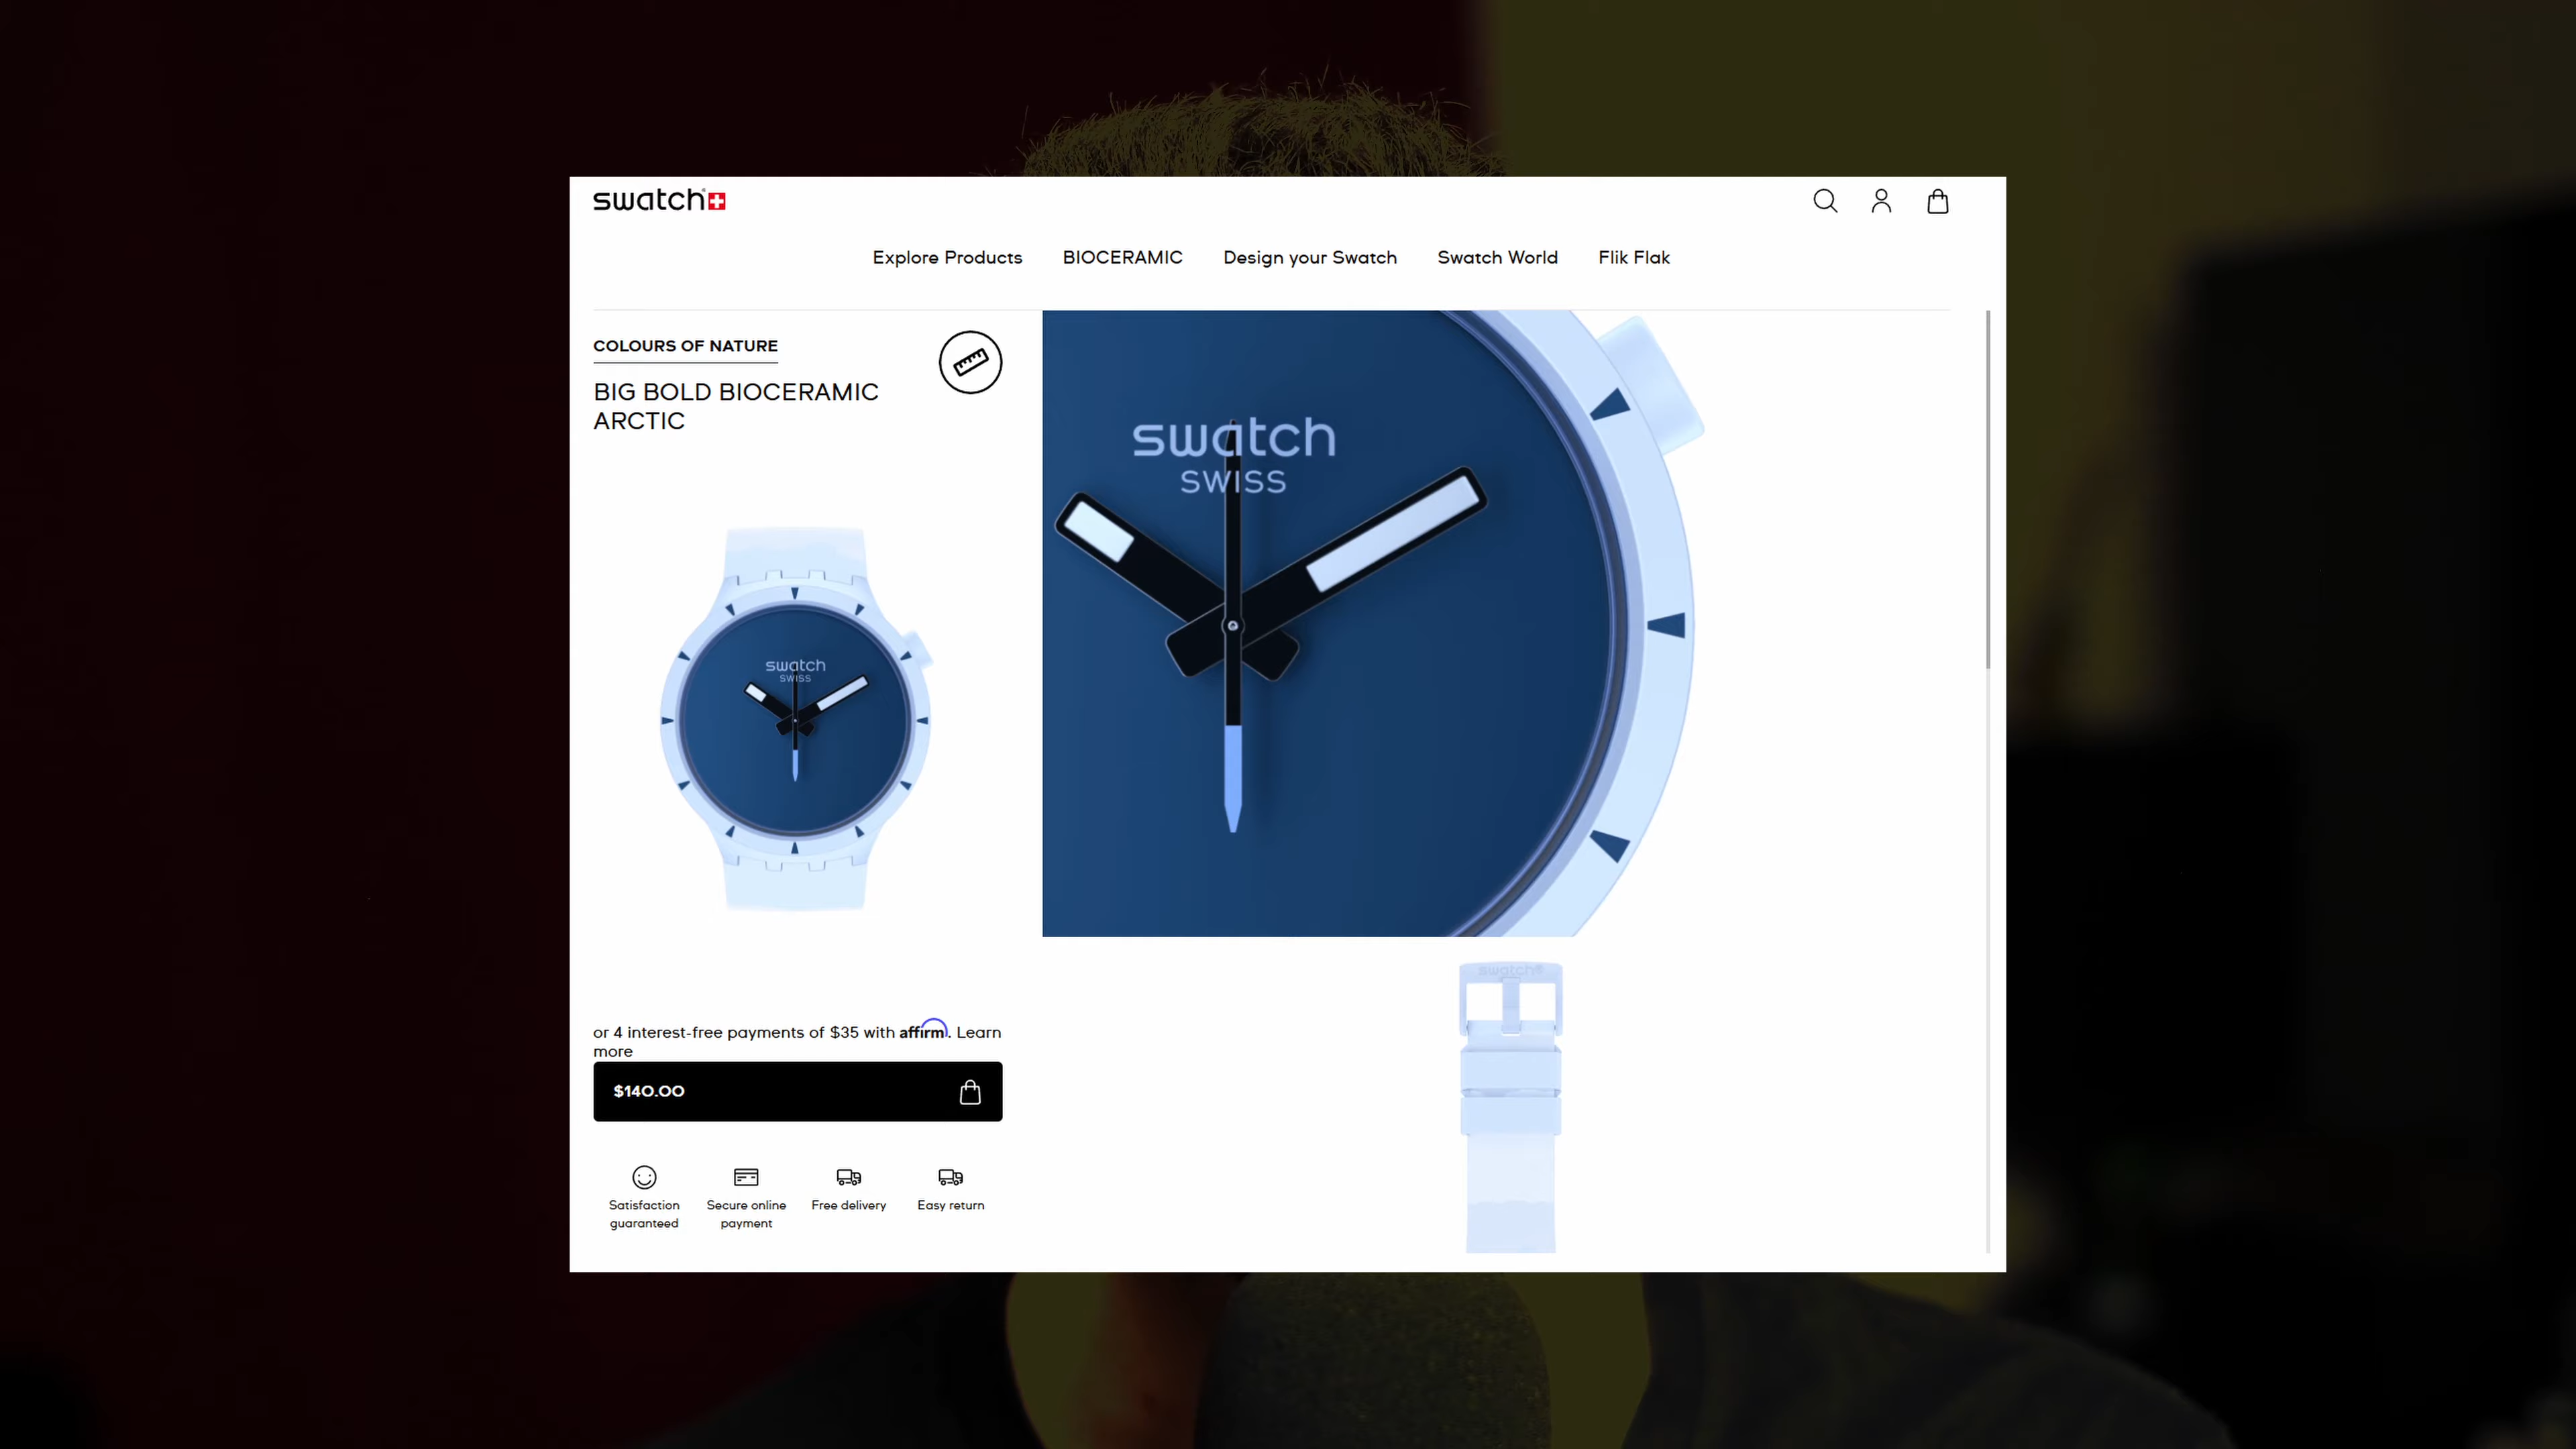 swatch
Explore Products BIOCERAMIC Design your Swatch Swatch World Flik Flak
COLOURS OF NATURE
BIG BOLD BIOCERAMIC
ARCTIC
swatch
SWISS
swatch
SWISS
or 4 interest-free payments of $35 with affirm. Learn
more
$140.00
Satisfaction
guaranteed
Secure online
payment
Free delivery
Easy return
swatch®